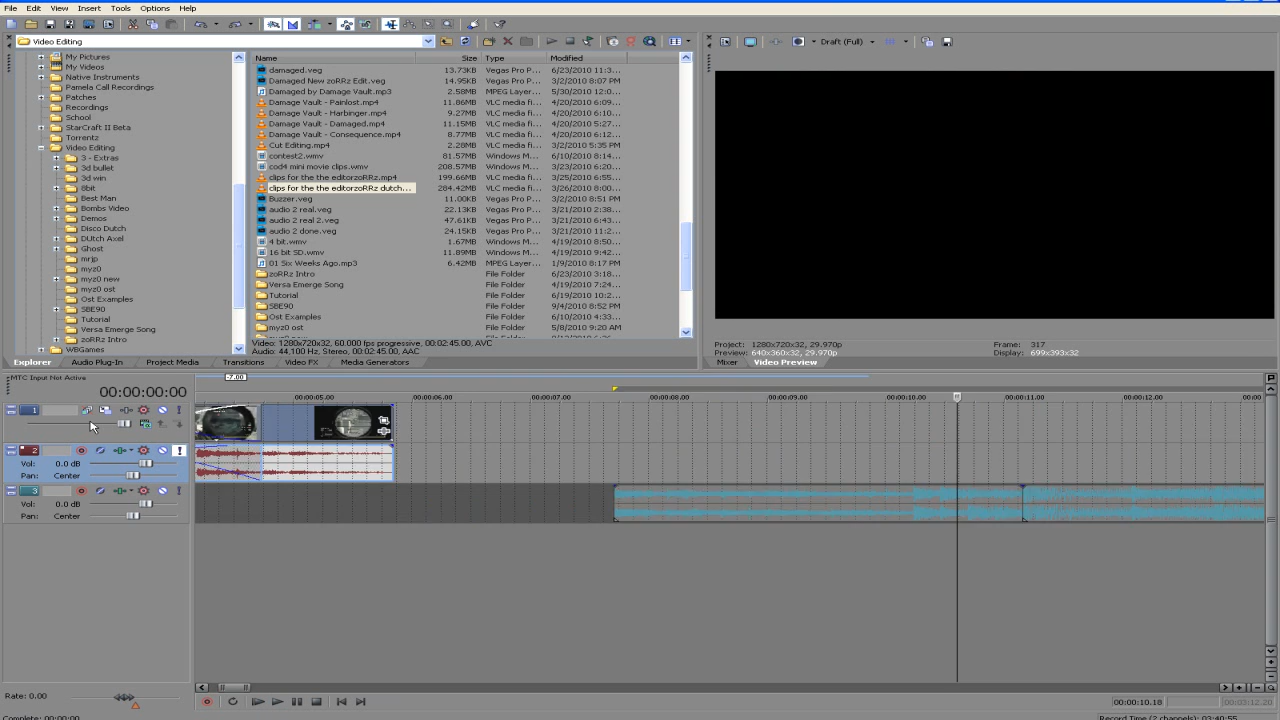 File Edit View Insert Tools Options Help
Video Editing
Draft (Full)
My Pictures
My Videos
Native Instruments
Pamela Call Recordings
Patches
Recordings
School
StarCraft II Beta
Torrentz
Video Editing
3 - Extras
3d bullet
3d win
8bit
Best Man
Bombs Video
Demos
Disco Dutch
DUtch Axel
Ghost
mrjp
myz0
myz0 new
myz0 ost
Ost Examples
SBE90
Tutorial
Versa Emerge Song
zoRRz Intro
WBGames
Name Size Type Modified
damaged.veg 13.73KB Vegas Pro P... 6/23/2010 11:3...
Damaged New zoRRz Edit.veg 14.95KB Vegas Pro P... 3/2/2010 8:07 PM
Damaged by Damage Vault.mp3 2.58MB MPEG Layer... 5/30/2010 12:0...
Damage Vault - Painlost.mp4 11.86MB VLC media fi... 4/20/2010 6:09...
Damage Vault - Harbinger.mp4 9.27MB VLC media fi... 4/20/2010 6:10...
Damage Vault - Damaged.mp4 11.15MB VLC media fi... 4/20/2010 5:27...
Damage Vault - Consequence.mp4 8.77MB VLC media fi... 4/20/2010 6:12...
Cut Editing.mp4 2.28MB VLC media fi... 3/2/2010 5:35 PM
contest2.wmv 81.57MB Windows M... 6/10/2010 8:14...
cod4 mini movie clips.wmv 208.57MB Windows M... 3/23/2010 6:20...
clips for the the editorzoRRz.mp4 199.66MB VLC media fi... 3/25/2010 6:55...
clips for the the editorzoRRz dutch... 284.42MB VLC media fi... 3/26/2010 8:00...
Buzzer.veg 11.00KB Vegas Pro P... 3/2/2010 8:51 PM
audio 2 real.veg 22.13KB Vegas Pro P... 3/21/2010 2:38...
audio 2 real 2.veg 47.61KB Vegas Pro P... 3/21/2010 6:43...
audio 2 done.veg 24.15KB Vegas Pro P... 3/21/2010 11:2...
4 bit.wmv 1.67MB Windows M... 4/19/2010 8:50...
16 bit SD.wmv 11.89MB Windows M... 4/19/2010 9:42...
01 Six Weeks Ago.mp3 6.42MB MPEG Layer... 1/9/2010 8:17 PM
zoRRz Intro File Folder 6/23/2010 3:18...
Versa Emerge Song File Folder 4/19/2010 7:24...
Tutorial File Folder 6/19/2010 10:2...
SBE90 File Folder 9/4/2010 8:52 PM
Ost Examples File Folder 6/10/2010 4:33...
myz0 ost File Folder 5/8/2010 9:20 AM
Video: 1280x720x32, 60.000 fps progressive, 00:02:45.00, AVC
Audio: 44,100 Hz, Stereo, 00:02:45.00, AAC
Project: 1280x720x32, 29.970p Frame: 317
Preview: 640x360x32, 29.970p Display: 699x393x32
Explorer Audio Plug-In Project Media Transitions Video FX Media Generators
Mixer Video Preview
MTC Input Not Active
00:00:00:00
-7.00
00:00:05.00 00:00:06.00 00:00:07.00 00:00:08.00 00:00:09.00 00:00:10.00 00:00:11.00 00:00:12.00 00:00
1
2
Vol: 0.0 dB
Pan: Center
3
Vol: 0.0 dB
Pan: Center
Rate: 0.00
00:00:10.18 00:03:12.20
Complete: 00:00:00
Record Time (2 channels): 03:40:55